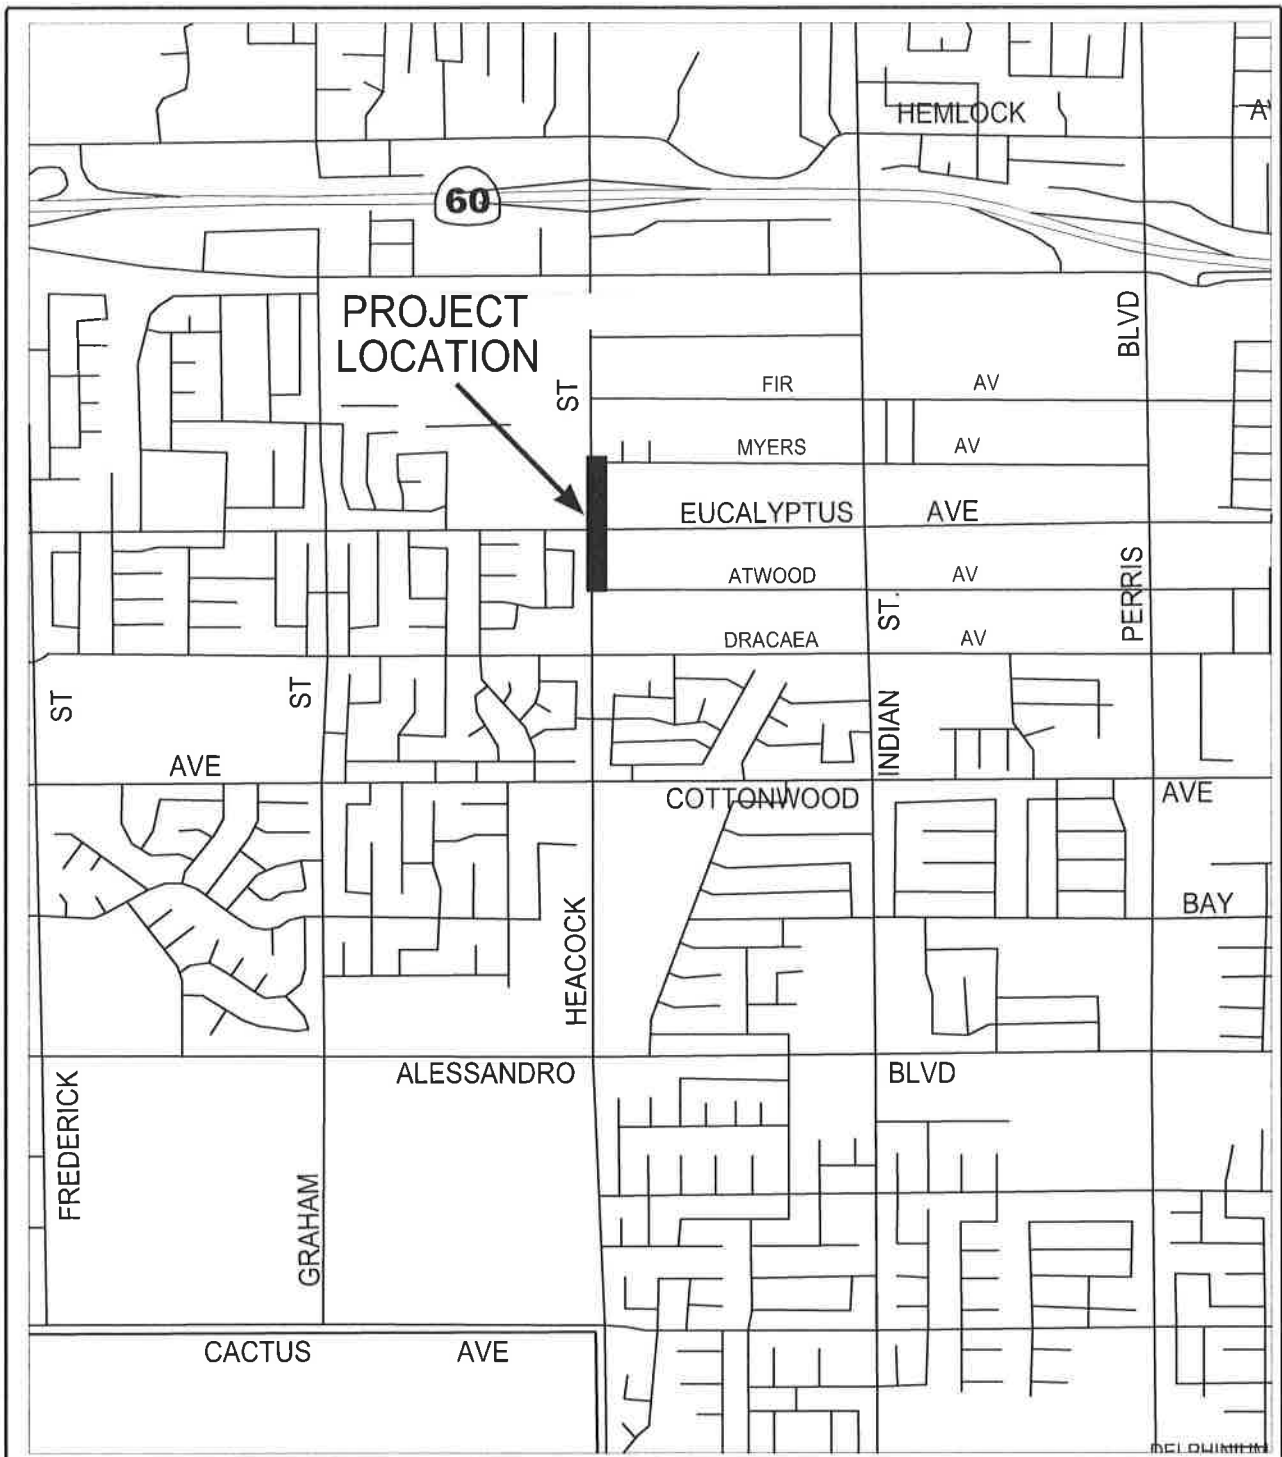 HEMLOCK
60
PROJECT
LOCATION
BLVD
FIR AV
ST
MYERS AV
EUCALYPTUS AVE
ATWOOD AV
ST.
PERRIS
DRACAEA AV
ST
ST
INDIAN
AVE
COTTONWOOD
AVE
BAY
HEACOCK
ALESSANDRO BLVD
FREDERICK
GRAHAM
CACTUS AVE
DELPHINIUM